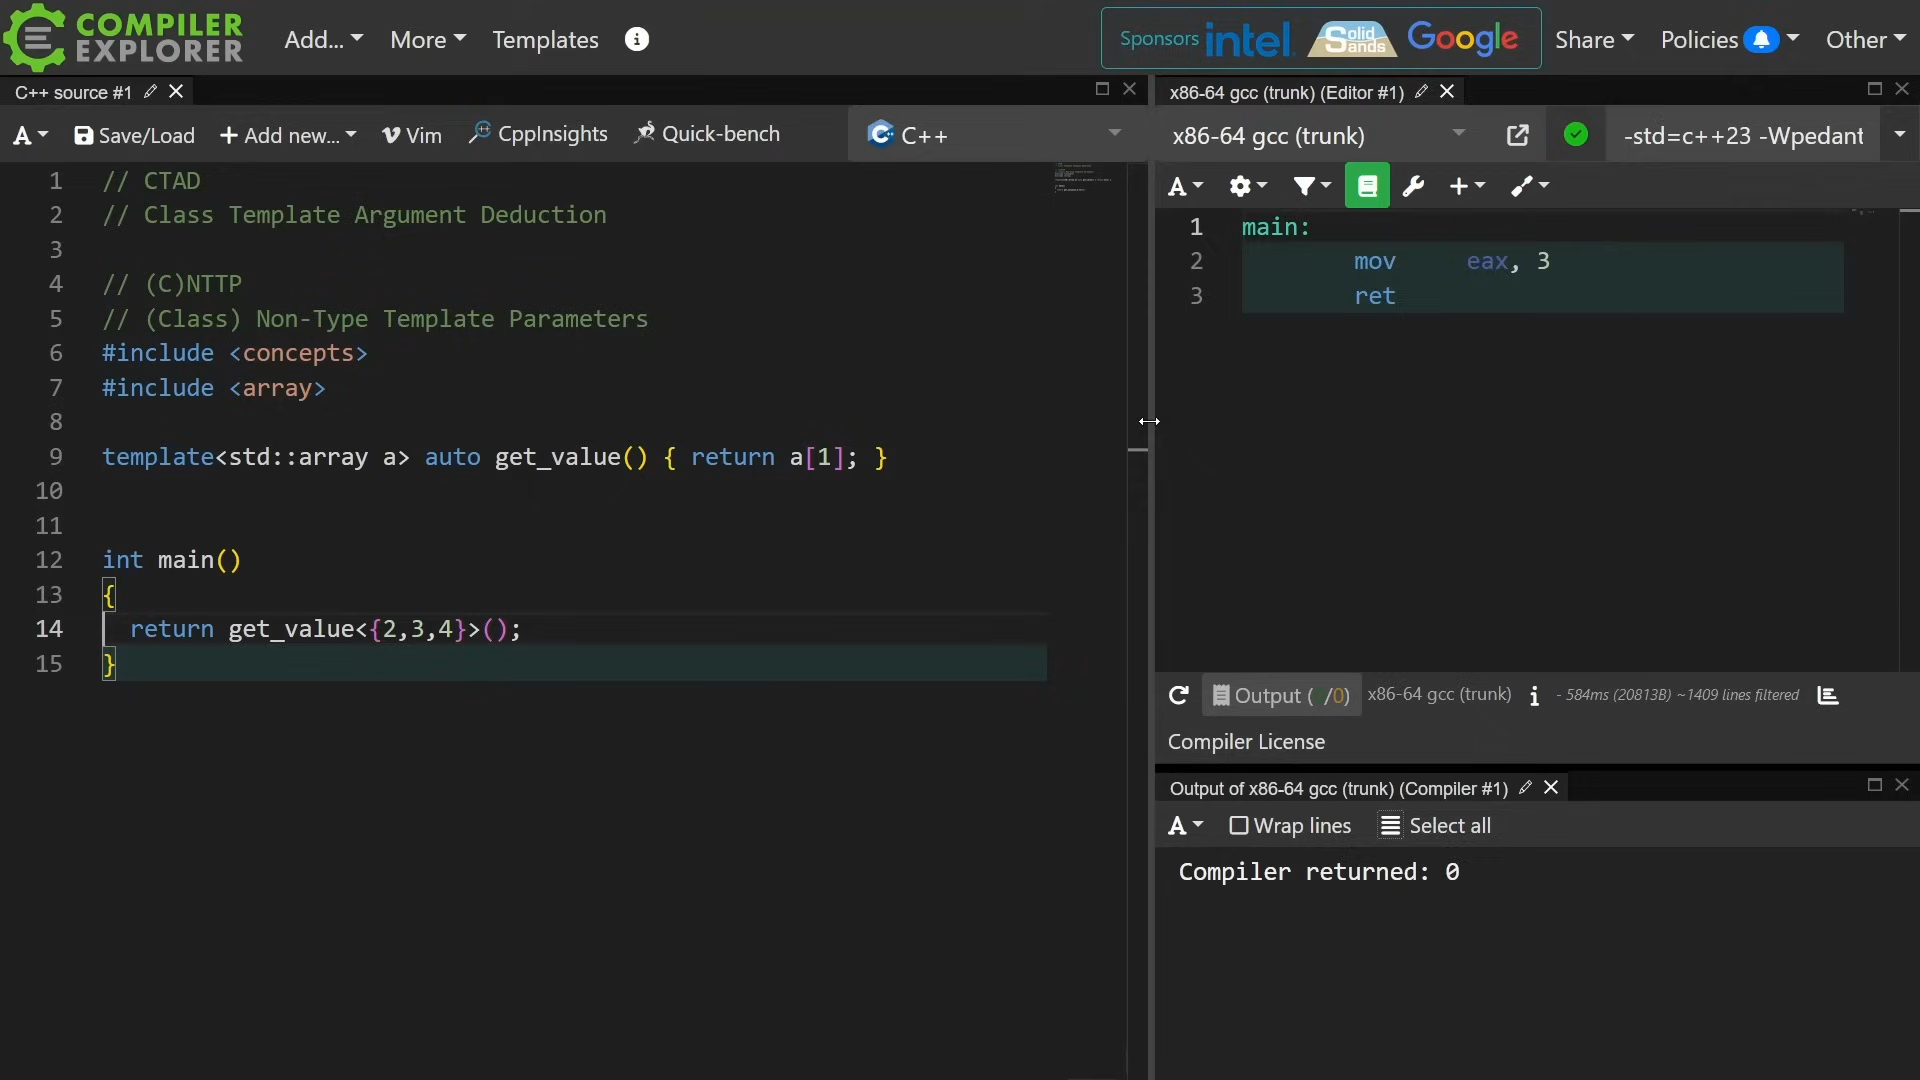 COMPILER
EXPLORER
Add...
More
Templates
Sponsors
intel.
Solid
Sands
Google
Share
Policies
Other
C++ source #1
A
Save/Load
+ Add new...
Vim
CppInsights
Quick-bench
C++
1 // CTAD
2 // Class Template Argument Deduction
3
4 // (C)NTTP
5 // (Class) Non-Type Template Parameters
6 #include <concepts>
7 #include <array>
8
9 template<std::array a> auto get_value() { return a[1]; }
10
11
12 int main()
13 {
14 return get_value<{2,3,4}>();
15 }
x86-64 gcc (trunk) (Editor #1)
x86-64 gcc (trunk)
-std=c++23 -Wpedant
A
1 main:
2 mov eax, 3
3 ret
Output ( /0) x86-64 gcc (trunk) i - 584ms (20813B) ~1409 lines filtered
Compiler License
Output of x86-64 gcc (trunk) (Compiler #1)
A
Wrap lines
Select all
Compiler returned: 0